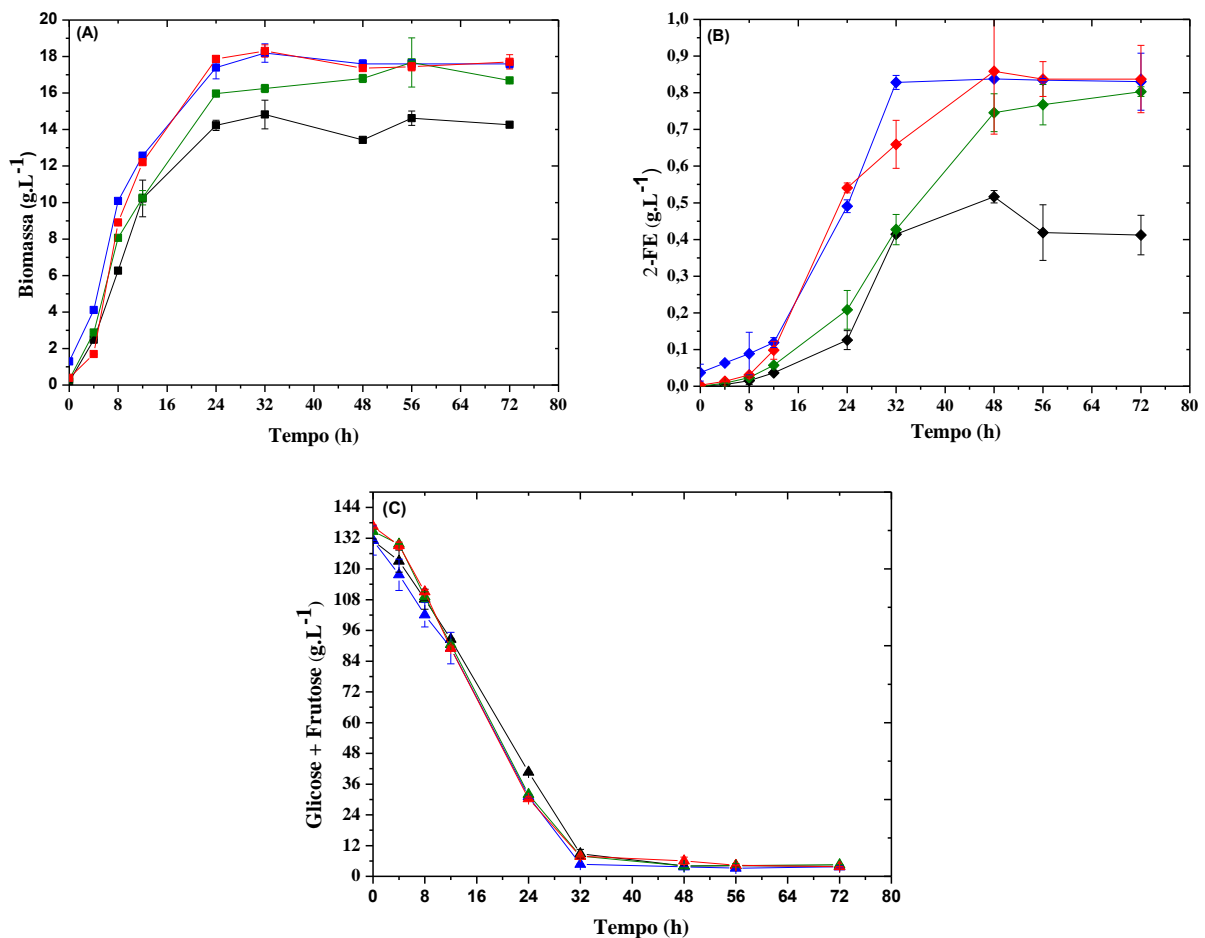 (A)
Biomassa (g.L-1)
20
18
16
14
12
10
8
6
4
2
0
0 8 16 24 32 40 48 56 64 72 80
Tempo (h)
(B)
2-FE (g.L-1)
1,0
0,9
0,8
0,7
0,6
0,5
0,4
0,3
0,2
0,1
0,0
0 8 16 24 32 40 48 56 64 72 80
Tempo (h)
(C)
Glicose + Frutose (g.L-1)
144
132
120
108
96
84
72
60
48
36
24
12
0
0 8 16 24 32 40 48 56 64 72 80
Tempo (h)